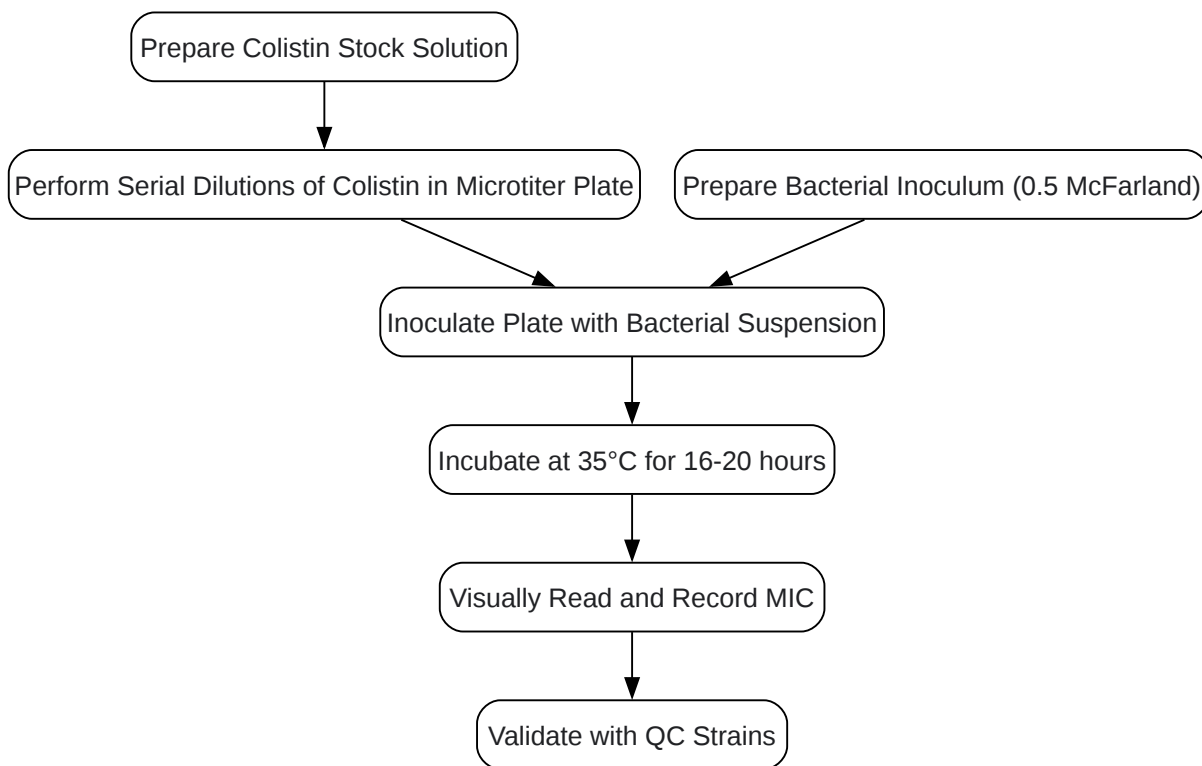 Prepare Colistin Stock Solution
Perform Serial Dilutions of Colistin in Microtiter Plate
Prepare Bacterial Inoculum (0.5 McFarland)
Inoculate Plate with Bacterial Suspension
Incubate at 35°C for 16-20 hours
Visually Read and Record MIC
Validate with QC Strains